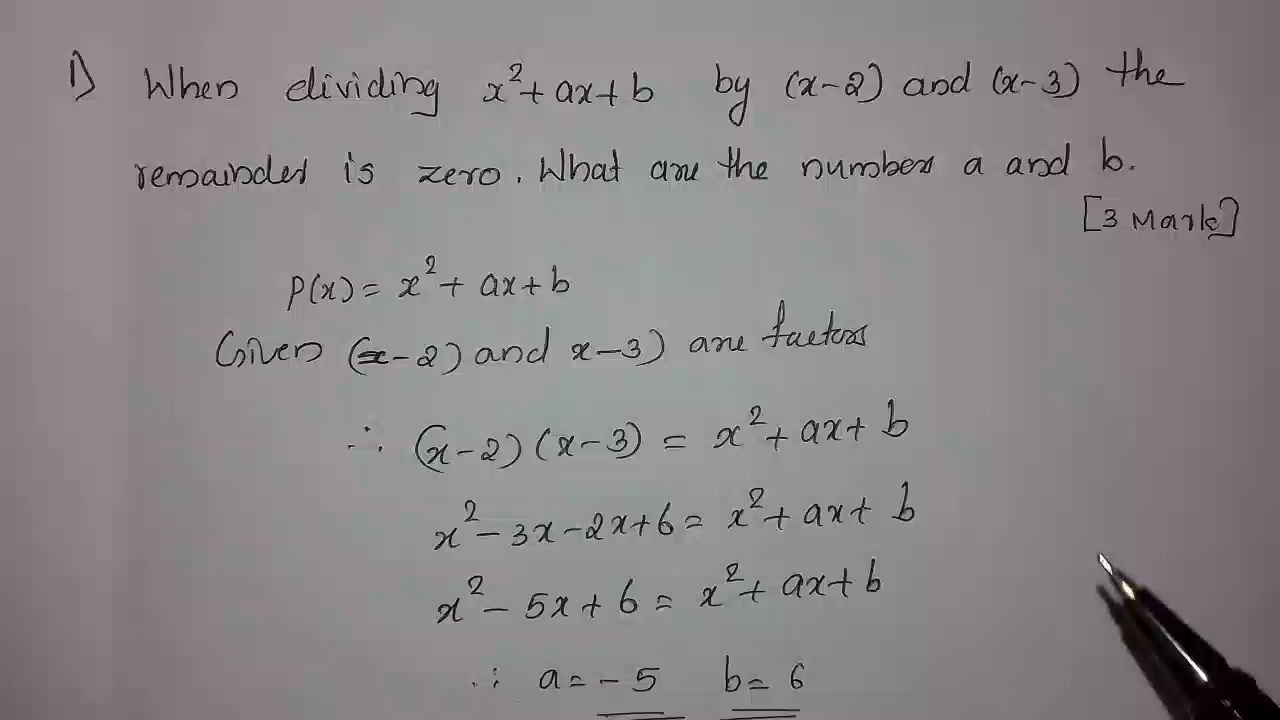 1) When dividing x²+ax+b by (x-2) and (x-3) the
remainder is zero. What are the numbers a and b.
[3 Mark]
P(x) = x² + ax+b
Given (x-2) and x-3) are factors
∴ (x-2) (x-3) = x²+ax+b
x²-3x-2x+6 = x²+ax+b
x²-5x+6 = x²+ax+b
∴ a=-5 b=6